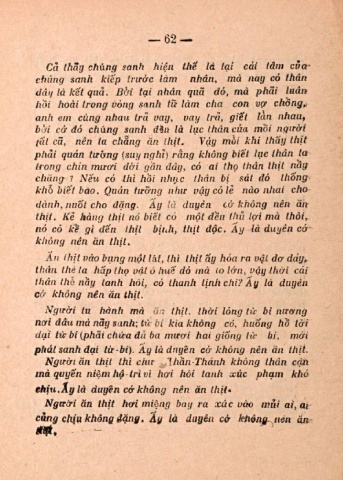 — 62 —
Cả thẩy chúng sanh hiện thế là tại cái tâm của
chúng sanh kiếp trước làm nhân, mà nay có thân
đây là kết quả. Bởi tại nhân quả đó, mà phải luân
hồi hoài trong vòng sanh tử làm cha con vợ chồng,
anh em cùng nhau trả vay, vay trả, giết lẫn nhau,
bởi cớ đó chúng sanh đều là lục thân của mỗi người
rất cả, nên ta chẳng ăn thịt. Vậy mỗi khi thấy thịt
phải quán tưởng (suy nghỉ) rằng không biết lục thân ta
trong chín mươi đời gần đây, có ai thọ thân thịt nầy
chăng? Nếu có thì hồi nhục thân bị sát đó thống
khổ biết bao. Quán tưởng như vậy có lẽ nào nhai cho
dành, nuốt cho đặng. Ấy là duyên cớ không nên ăn
thịt. Kẻ hàng thịt nó biết có một đều thủ lợi mà thôi,
nó có kể gì đến thịt bịnh, thịt độc. Ấy là duyên cớ
không nên ăn thịt.
Ăn thịt vào bụng một lát, thì thịt ấy hóa ra vật dơ dáy,
thân thể ta hấp thọ vật ô huế đó mà to lớn, vậy thời cái
thân thô nầy tanh hôi, có thanh tịnh chi? Ấy là duyên
cớ không nên ăn thịt.
Người tu hành mà ăn thịt. thời lòng từ bi nương
nơi đâu mà nẩy sanh; từ bi kia không có, huống hồ tới
đại từ bi (phải chứa đủ ba mươi hai giống từ bi, mới
phát sanh đại từ-bi). Ấy là duyên cớ không nên ăn thịt.
Người ăn thịt thì chư Thần-Thánh không thân cận
mà quyến niệm hộ-trì vì hơi hôi tanh xúc phạm khó
chịu. Ấy là duyên cớ không nên ăn thịt.
Người ăn thịt hơi miệng bay ra xúc vào mũi ai, ai
cũng chịu không đặng. Ấy là duyên cớ không nên ăn
thịt.